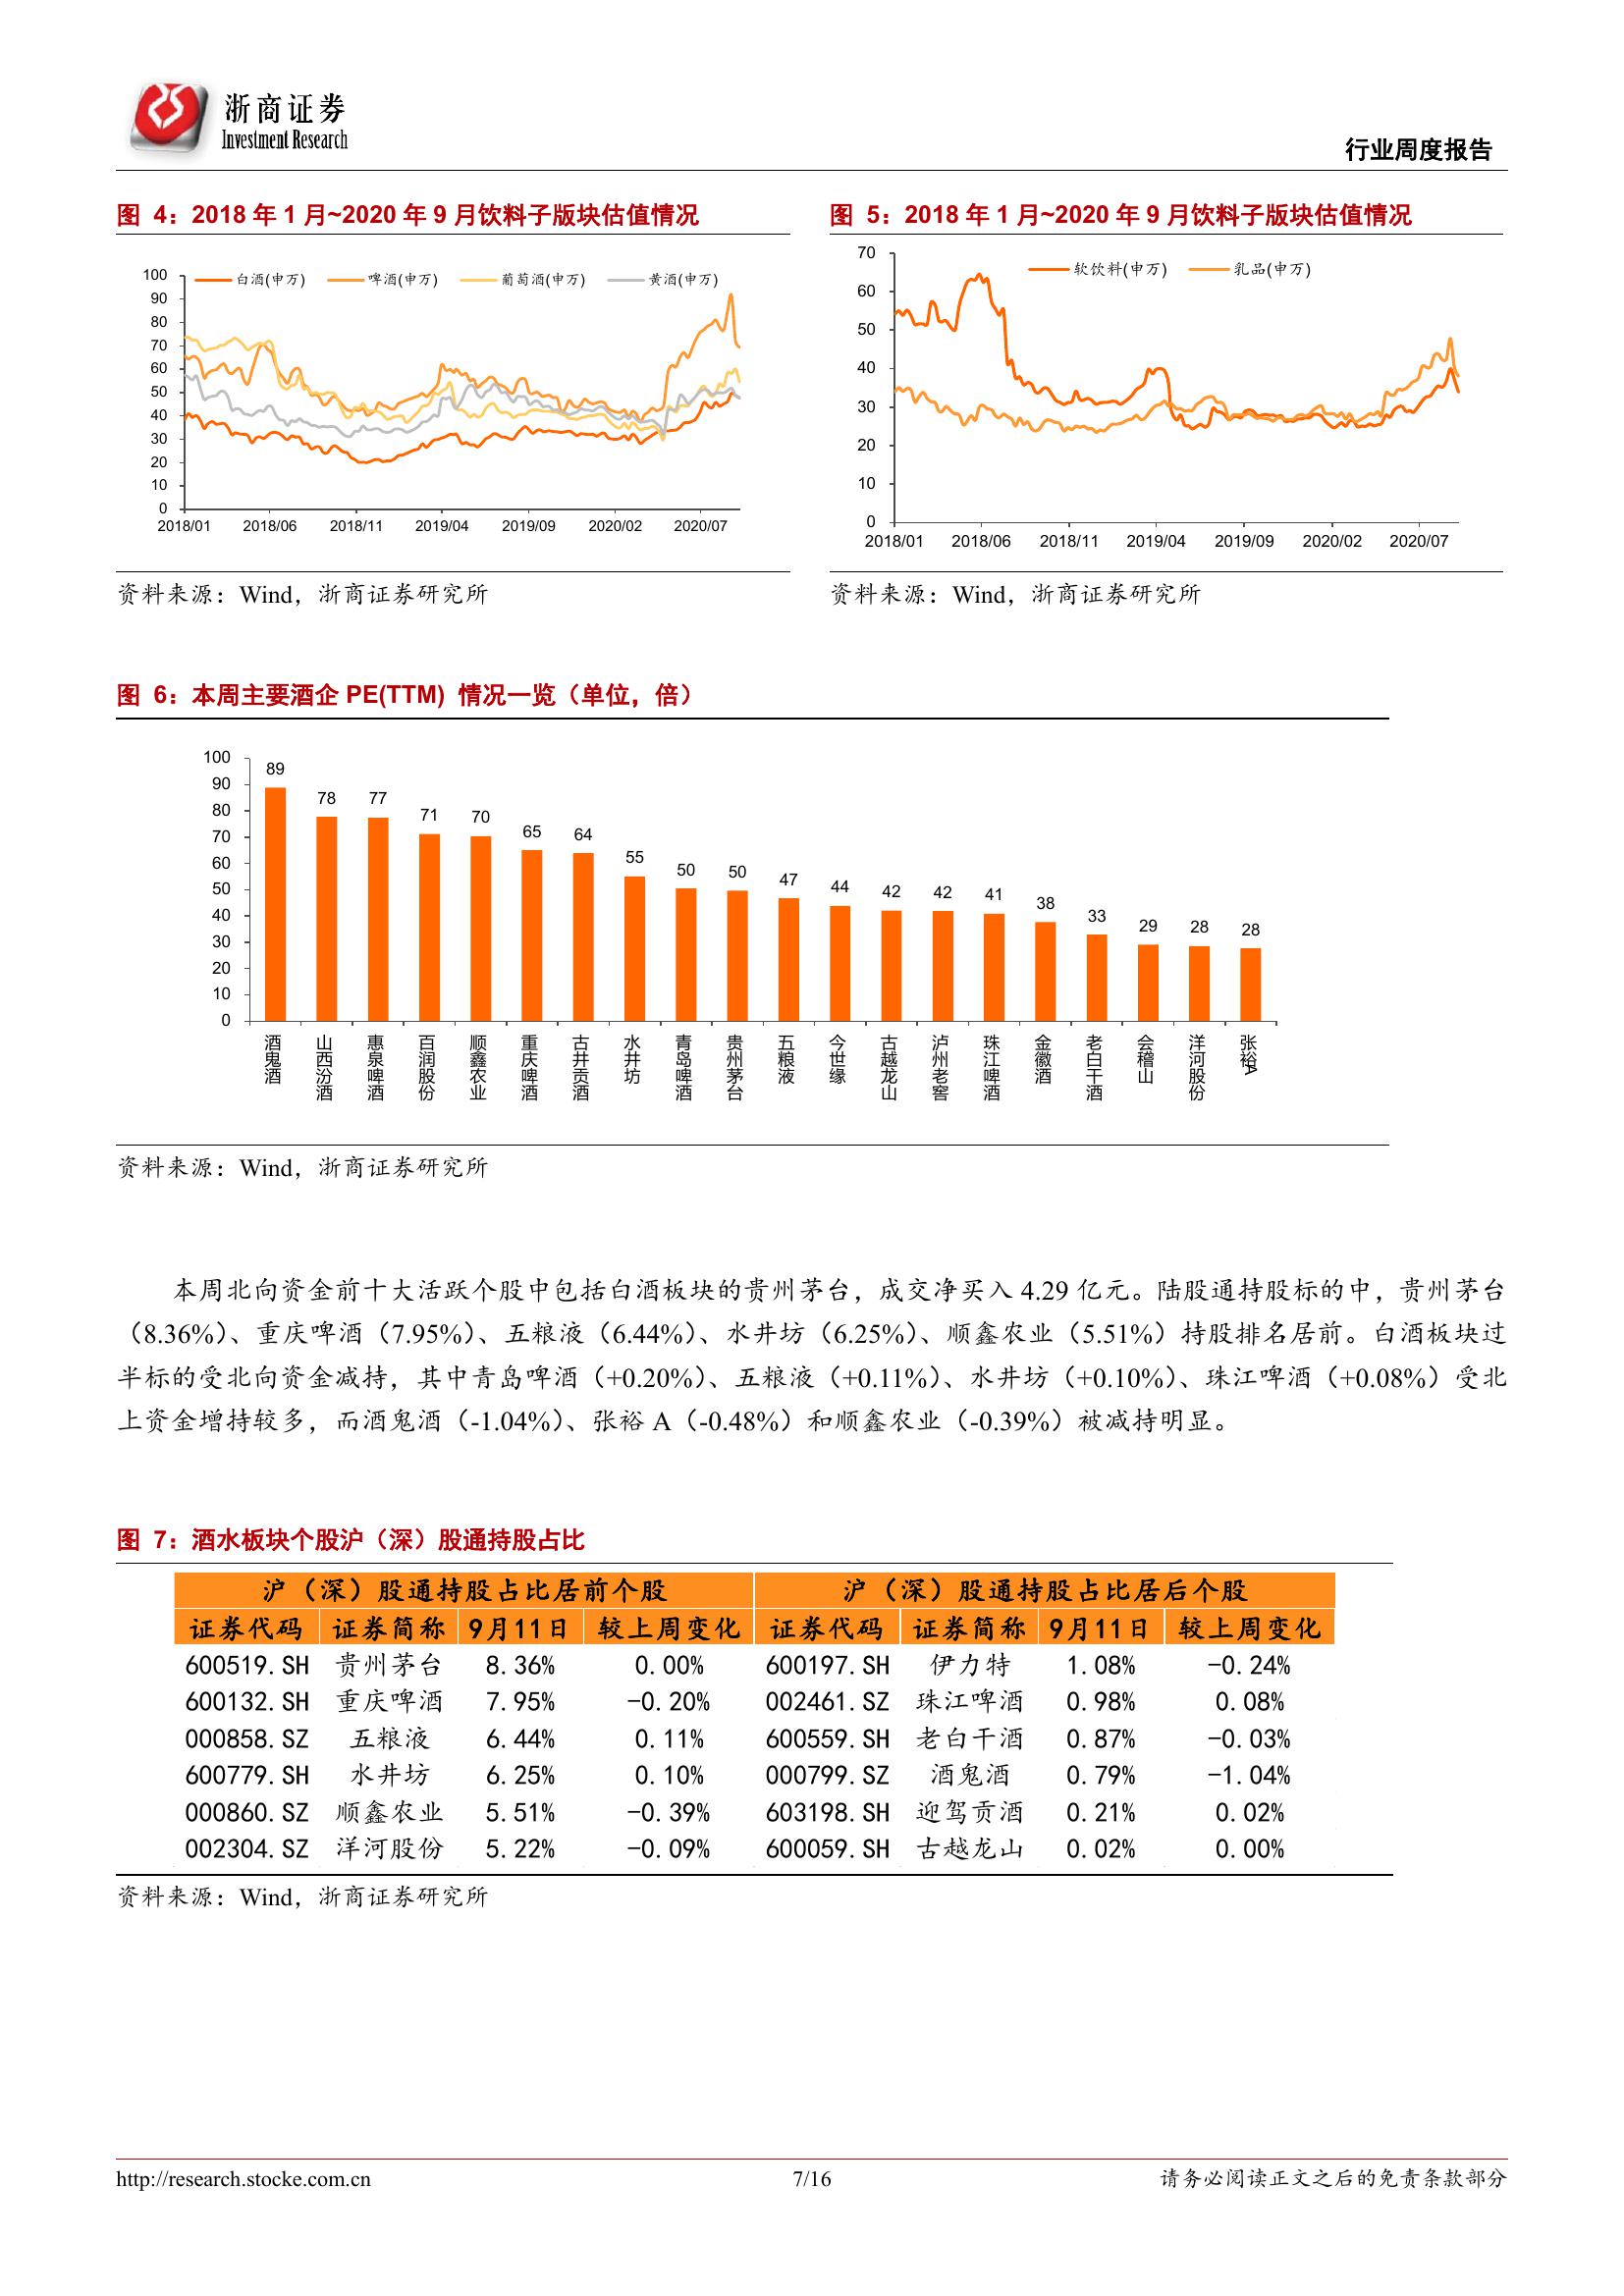 浙商证券
Investment Research
行业周度报告
图 4：2018 年 1 月~2020 年 9 月饮料子版块估值情况
白酒(申万) 啤酒(申万) 葡萄酒(申万) 黄酒(申万)
100
90
80
70
60
50
40
30
20
10
0
2018/01 2018/06 2018/11 2019/04 2019/09 2020/02 2020/07
资料来源：Wind，浙商证券研究所
图 5：2018 年 1 月~2020 年 9 月饮料子版块估值情况
软饮料(申万) 乳品(申万)
70
60
50
40
30
20
10
0
2018/01 2018/06 2018/11 2019/04 2019/09 2020/02 2020/07
资料来源：Wind，浙商证券研究所
图 6：本周主要酒企 PE(TTM) 情况一览（单位，倍）
100
90
80
70
60
50
40
30
20
10
0
89 78 77 71 70 65 64 55 50 50 47 44 42 42 41 38 33 29 28 28
酒鬼酒 山西汾酒 惠泉啤酒 百润股份 顺鑫农业 重庆啤酒 古井贡酒 水井坊 青岛啤酒 贵州茅台 五粮液 今世缘 古越龙山 泸州老窖 珠江啤酒 金徽酒 老白干酒 会稽山 洋河股份 张裕A
资料来源：Wind，浙商证券研究所
本周北向资金前十大活跃个股中包括白酒板块的贵州茅台，成交净买入 4.29 亿元。陆股通持股标的中，贵州茅台
（8.36%）、重庆啤酒（7.95%）、五粮液（6.44%）、水井坊（6.25%）、顺鑫农业（5.51%）持股排名居前。白酒板块过
半标的受北向资金减持，其中青岛啤酒（+0.20%）、五粮液（+0.11%）、水井坊（+0.10%）、珠江啤酒（+0.08%）受北
上资金增持较多，而酒鬼酒（-1.04%）、张裕 A（-0.48%）和顺鑫农业（-0.39%）被减持明显。
图 7：酒水板块个股沪（深）股通持股占比
沪（深）股通持股占比居前个股 沪（深）股通持股占比居后个股
证券代码 证券简称 9月11日 较上周变化 证券代码 证券简称 9月11日 较上周变化
600519.SH 贵州茅台 8.36% 0.00% 600197.SH 伊力特 1.08% -0.24%
600132.SH 重庆啤酒 7.95% -0.20% 002461.SZ 珠江啤酒 0.98% 0.08%
000858.SZ 五粮液 6.44% 0.11% 600559.SH 老白干酒 0.87% -0.03%
600779.SH 水井坊 6.25% 0.10% 000799.SZ 酒鬼酒 0.79% -1.04%
000860.SZ 顺鑫农业 5.51% -0.39% 603198.SH 迎驾贡酒 0.21% 0.02%
002304.SZ 洋河股份 5.22% -0.09% 600059.SH 古越龙山 0.02% 0.00%
资料来源：Wind，浙商证券研究所
http://research.stocke.com.cn 7/16 请务必阅读正文之后的免责条款部分